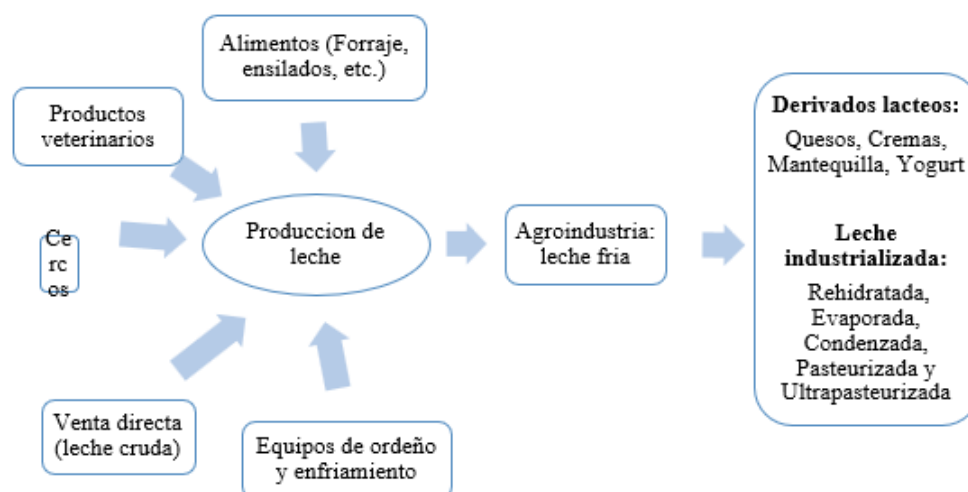 Alimentos (Forraje,
ensilados, etc.)
Productos
veterinarios
Ce
rc
os
Produccion de
leche
Venta directa
(leche cruda)
Equipos de ordeño
y enfriamiento
Agroindustria:
leche fria
Derivados lacteos:
Quesos, Cremas,
Mantequilla, Yogurt
Leche
industrializada:
Rehidratada,
Evaporada,
Condenzada,
Pasteurizada y
Ultrapasteurizada